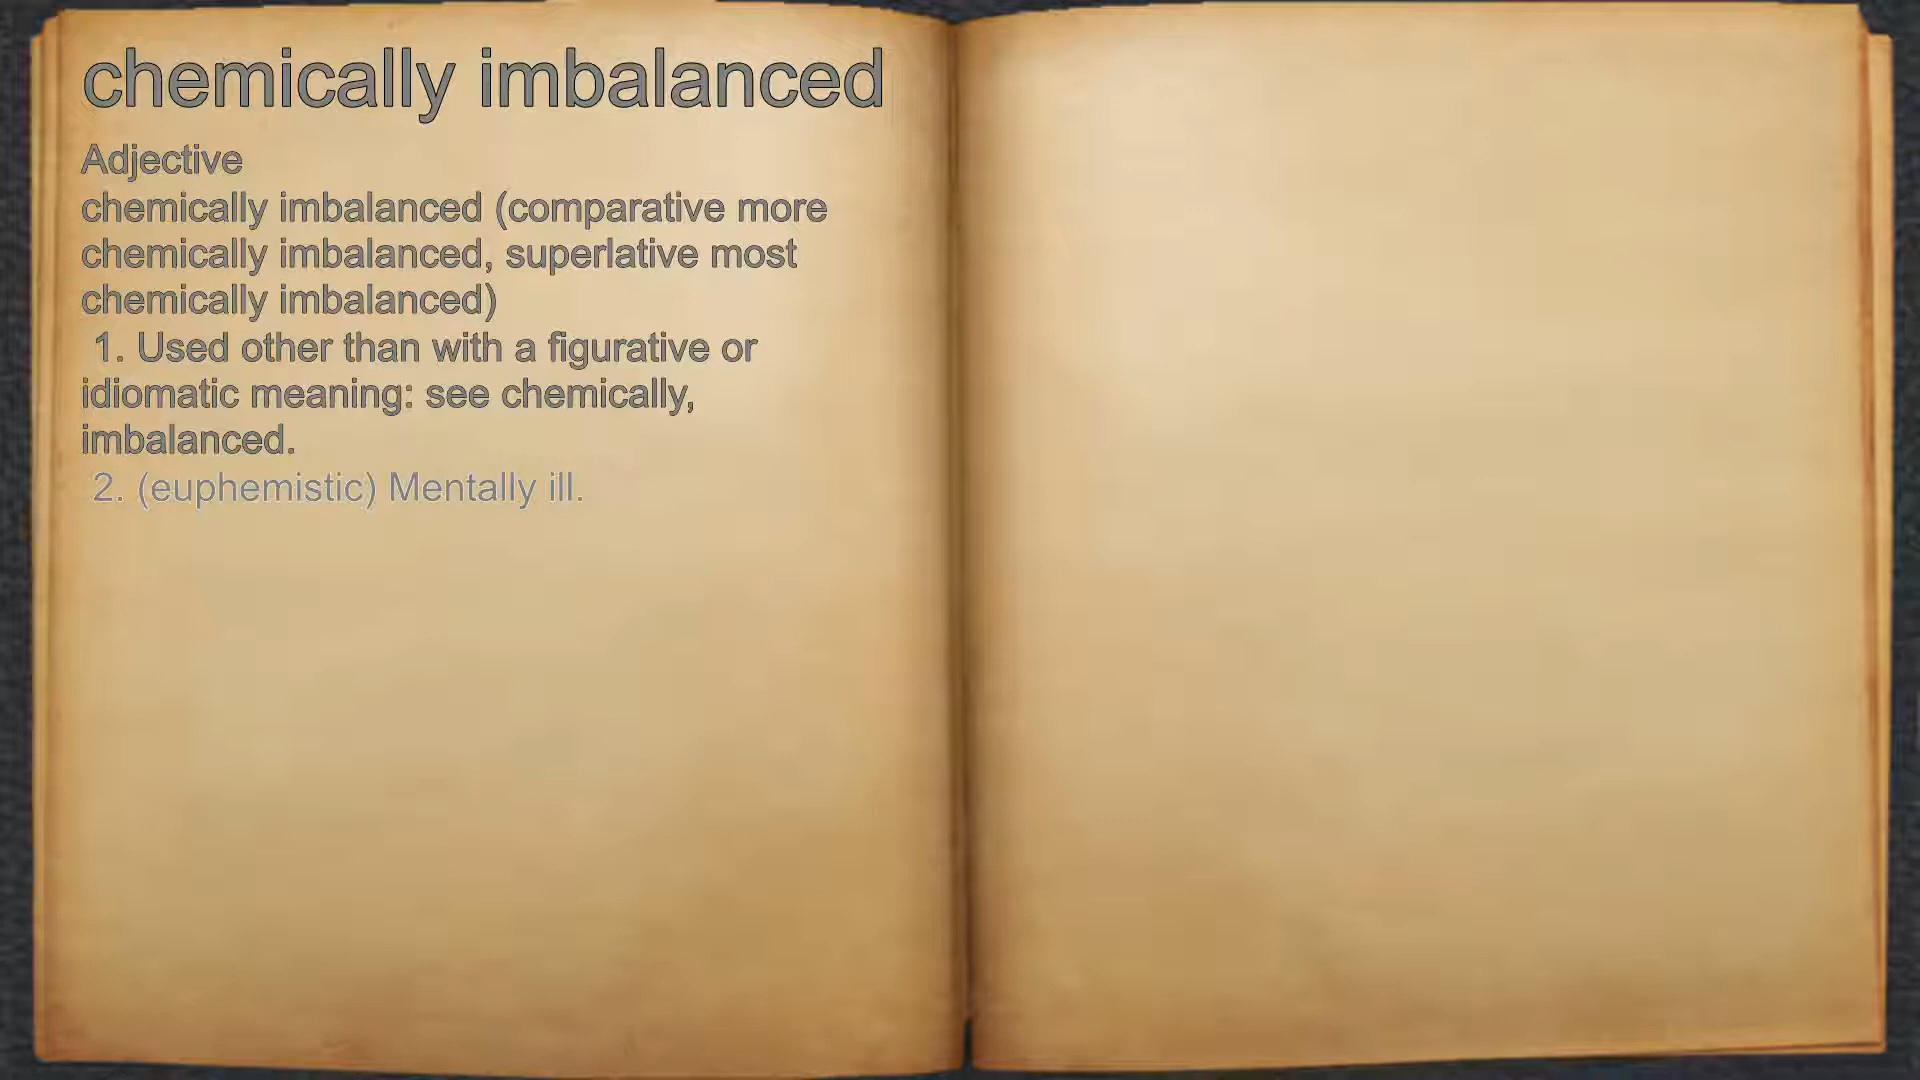 chemically imbalanced
Adjective
chemically imbalanced (comparative more
chemically imbalanced, superlative most
chemically imbalanced)
1. Used other than with a figurative or
idiomatic meaning: see chemically,
imbalanced.
2. (euphemistic) Mentally ill.